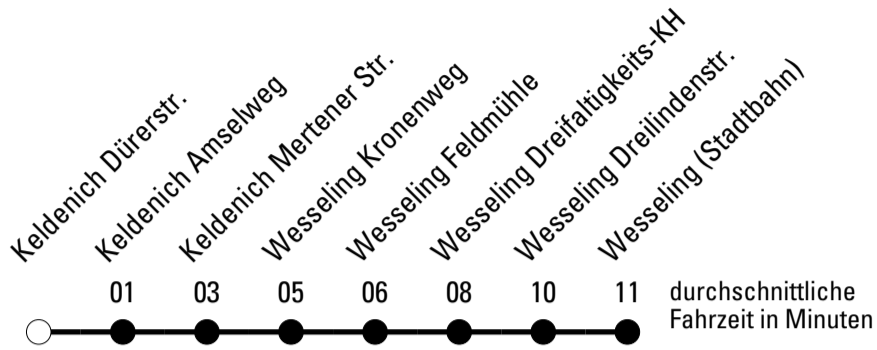 Keldenich Dürerstr.
Keldenich Amselweg
Keldenich Mertener Str.
Wesseling Kronenweg
Wesseling Feldmühle
Wesseling Dreifaltigkeits-KH
Wesseling Dreilindenstr.
Wesseling (Stadtbahn)
01 03 05 06 08 10 11
durchschnittliche
Fahrzeit in Minuten